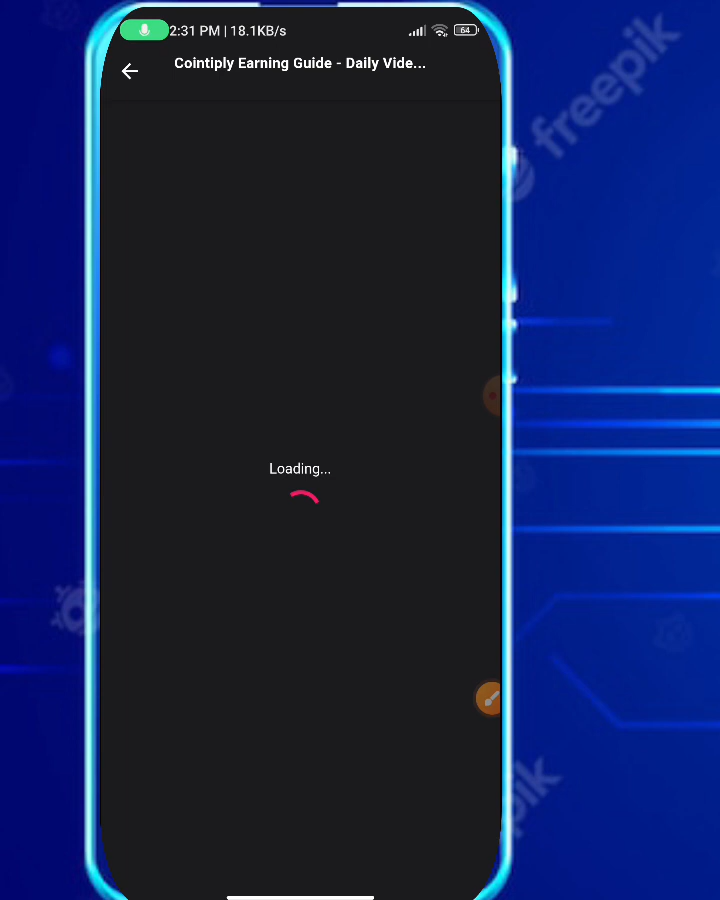 2:31 PM | 18.1KB/s
64
Cointiply Earning Guide - Daily Vide...
Loading...
freepik
pik